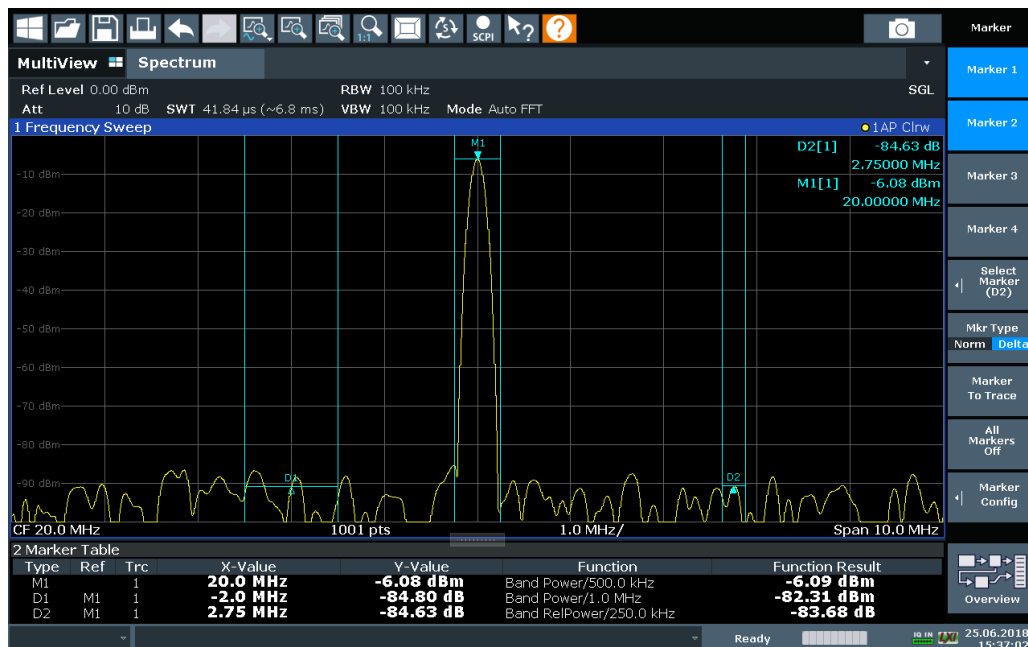 1:1
S
SCPI
?
?
Marker
MultiView Spectrum
Marker 1
Ref Level 0.00 dBm RBW 100 kHz SGL
Att 10 dB SWT 41.84 µs (~6.8 ms) VBW 100 kHz Mode Auto FFT
1 Frequency Sweep 1AP Clrw
Marker 2
M1
D2[1] -84.63 dB
2.75000 MHz
M1[1] -6.08 dBm
20.00000 MHz
-10 dBm
Marker 3
-20 dBm
Marker 4
-30 dBm
Select
Marker
(D2)
-40 dBm
Mkr Type
Norm Delta
-50 dBm
-60 dBm
Marker
To Trace
-70 dBm
All
Markers
Off
-80 dBm
D1
D2
-90 dBm
Marker
Config
CF 20.0 MHz 1001 pts 1.0 MHz/ Span 10.0 MHz
2 Marker Table
Type Ref Trc X-Value Y-Value Function Function Result
M1 1 20.0 MHz -6.08 dBm Band Power/500.0 kHz -6.09 dBm
D1 M1 1 -2.0 MHz -84.80 dB Band Power/1.0 MHz -82.31 dBm
D2 M1 1 2.75 MHz -84.63 dB Band RelPower/250.0 kHz -83.68 dB
Overview
Ready
IQ IN
LXI
25.06.2018
15:37:02